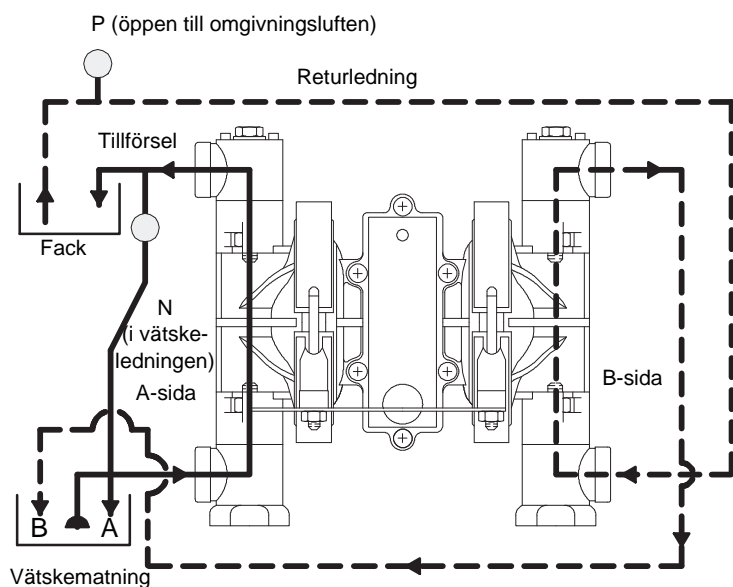 P (öppen till omgivningsluften)
Returledning
Tillförsel
Fack
N
(i vätske-
ledningen)
A-sida
B-sida
B
A
Vätskematning